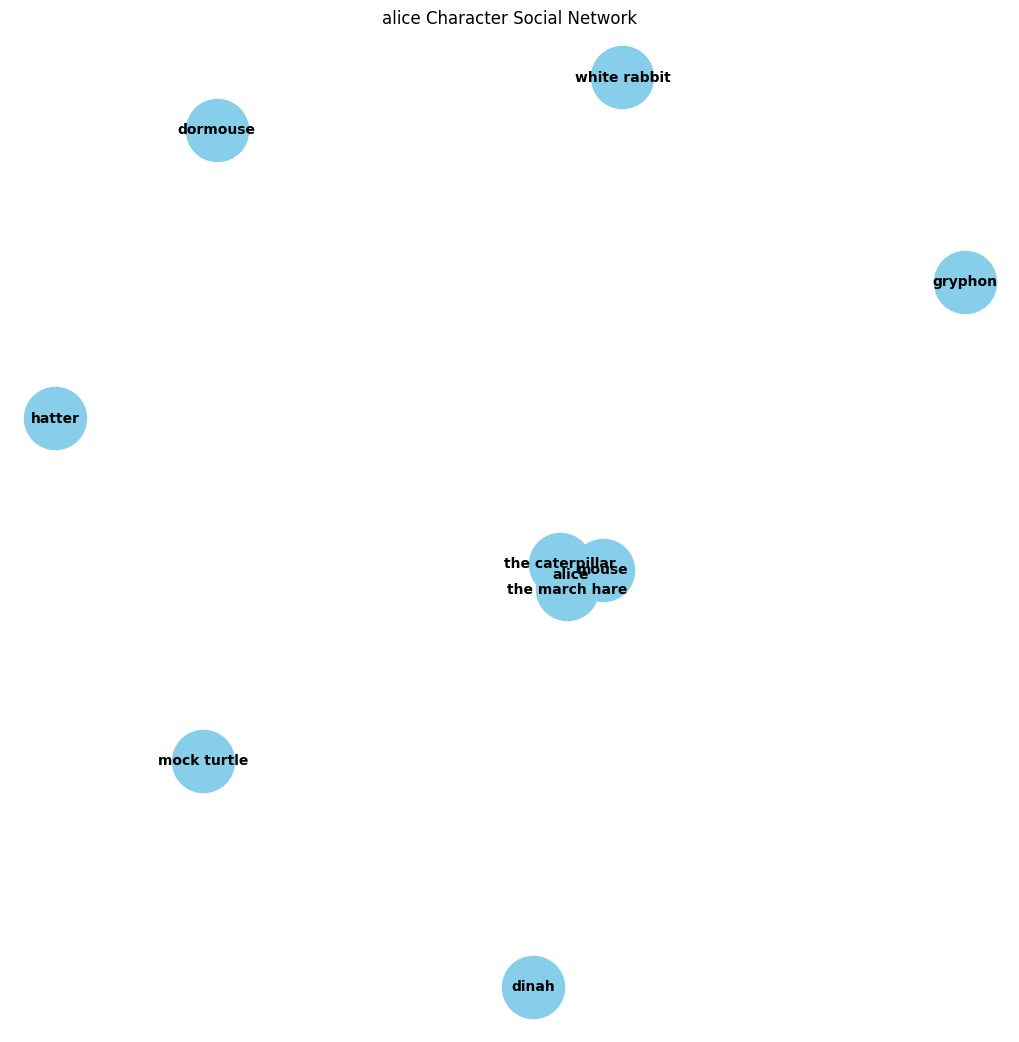 alice Character Social Network
white rabbit
dormouse
gryphon
hatter
the caterpillar
mouse
alice
the march hare
mock turtle
dinah